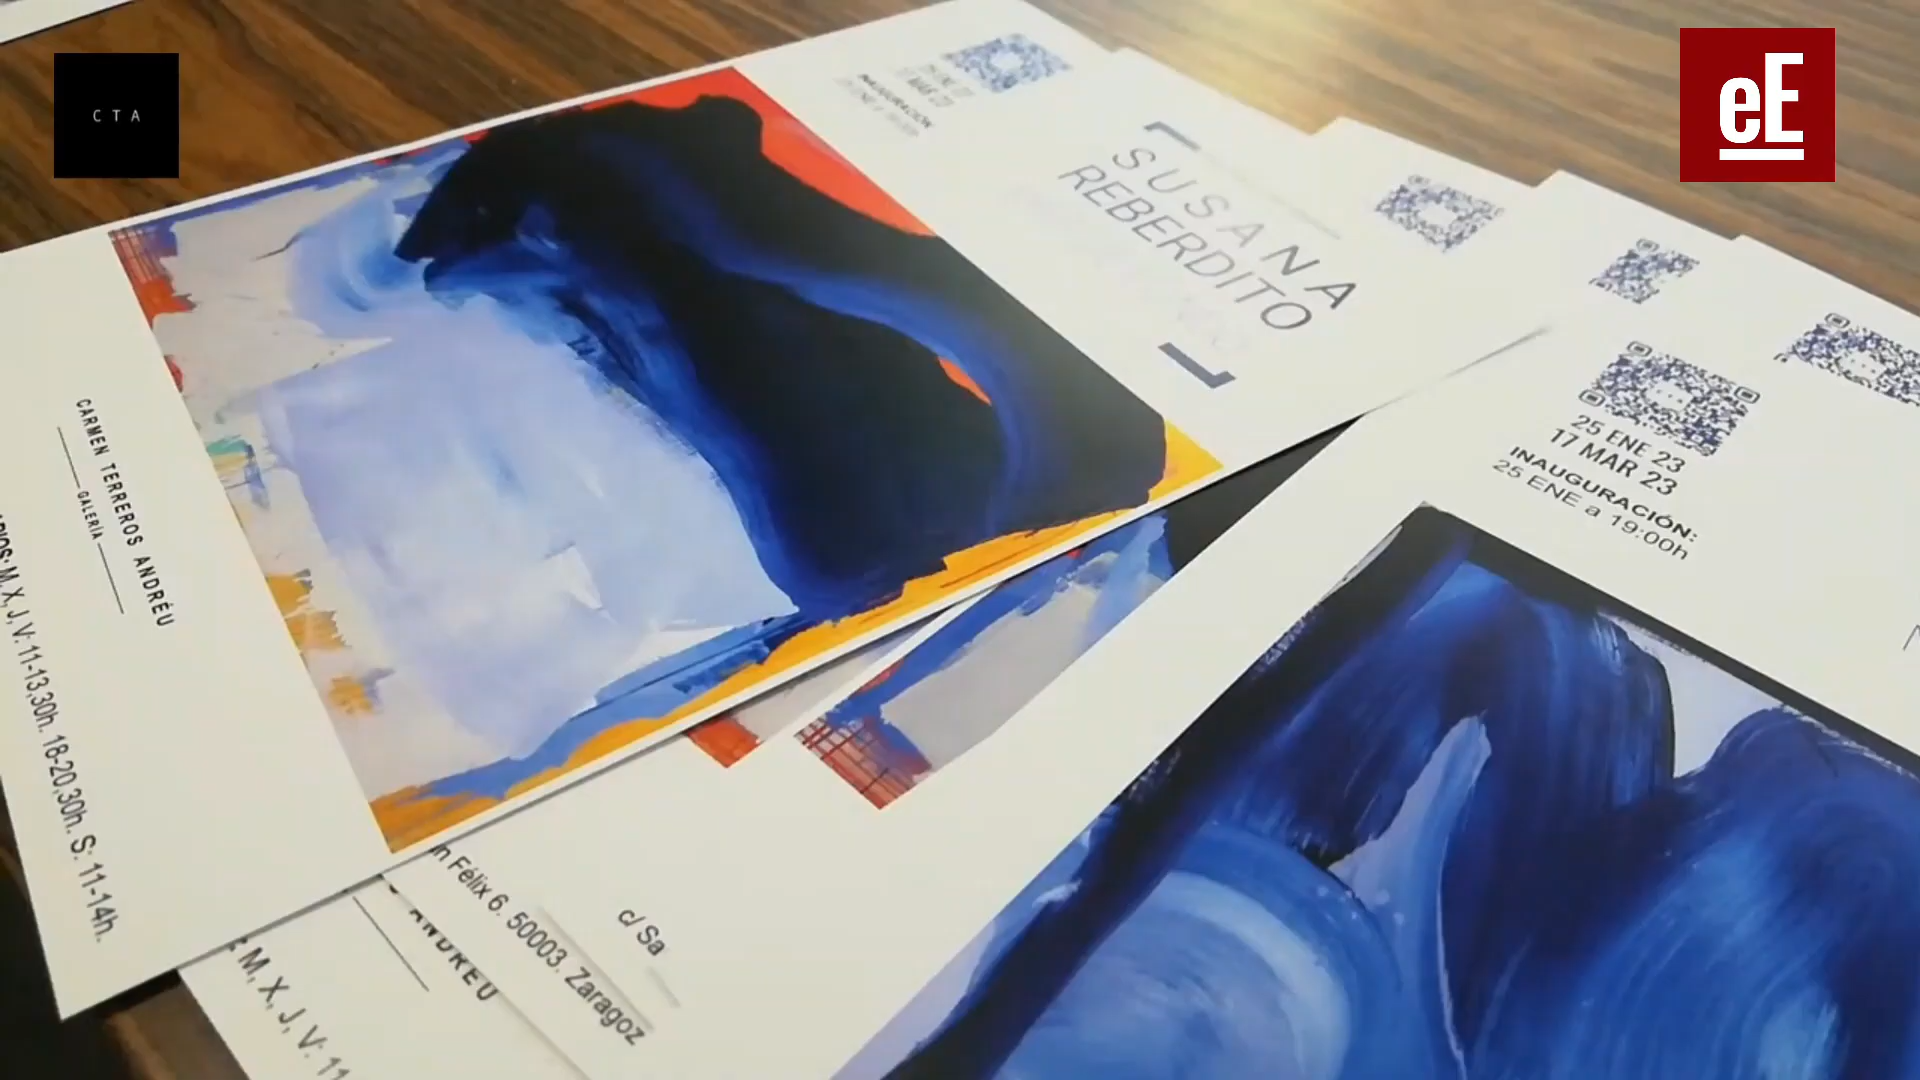 CTA
eE
INAUGURACIÓN
SUSANA
REBERDITO
25 ENE 23
17 MAR 23
INAUGURACIÓN:
25 ENE a 19:00h
CARMEN TERREROS ANDRÉU
GALERÍA
M, X, J, V: 11-13,30h. 18-20,30h. S: 11-14h.
n Félix 6. 50003. Zaragoz
c/ Sa
ANDRÉU
M, X, J, V: 11